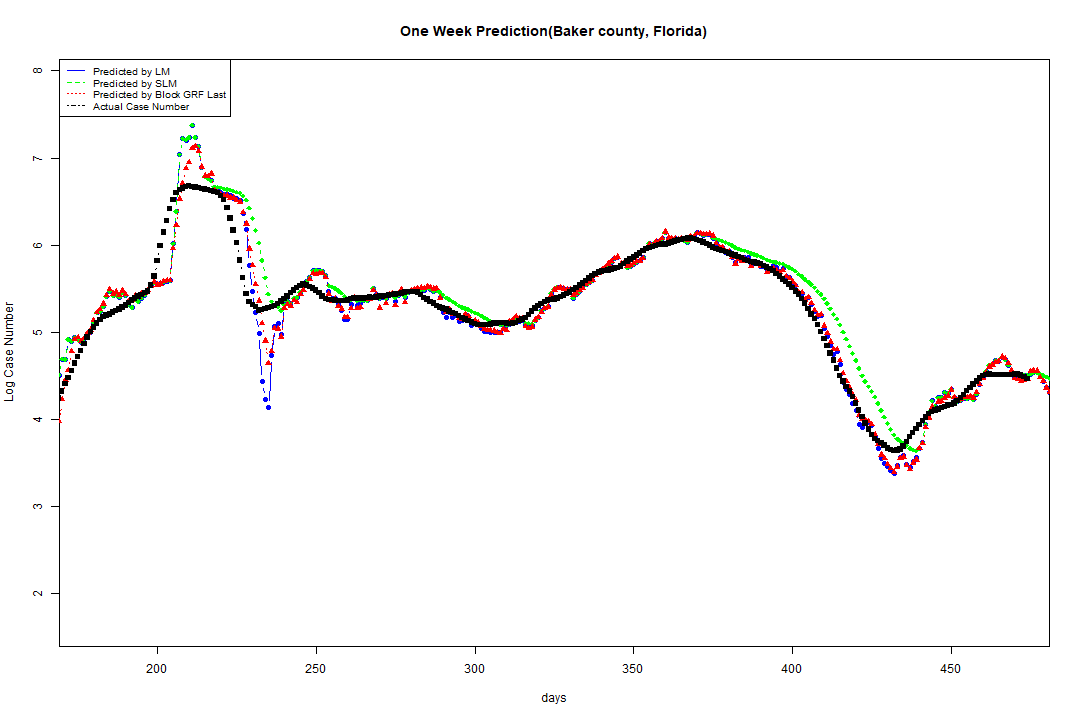 One Week Prediction(Baker county, Florida)
Predicted by LM
Predicted by SLM
Predicted by Block GRF Last
Actual Case Number
8
7
6
5
4
3
2
Log Case Number
200 250 300 350 400 450
days